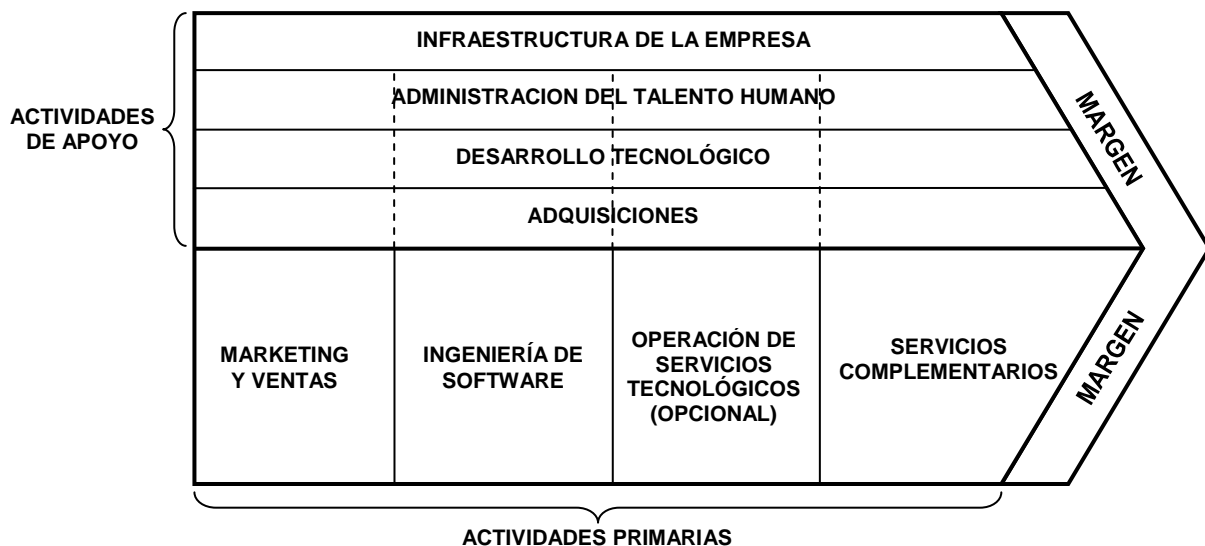 INFRAESTRUCTURA DE LA EMPRESA
ADMINISTRACION DEL TALENTO HUMANO
DESARROLLO TECNOLÓGICO
ADQUISICIONES
ACTIVIDADES
DE APOYO
MARGEN
MARKETING
Y VENTAS
INGENIERÍA DE
SOFTWARE
OPERACIÓN DE
SERVICIOS
TECNOLÓGICOS
(OPCIONAL)
SERVICIOS
COMPLEMENTARIOS
MARGEN
ACTIVIDADES PRIMARIAS